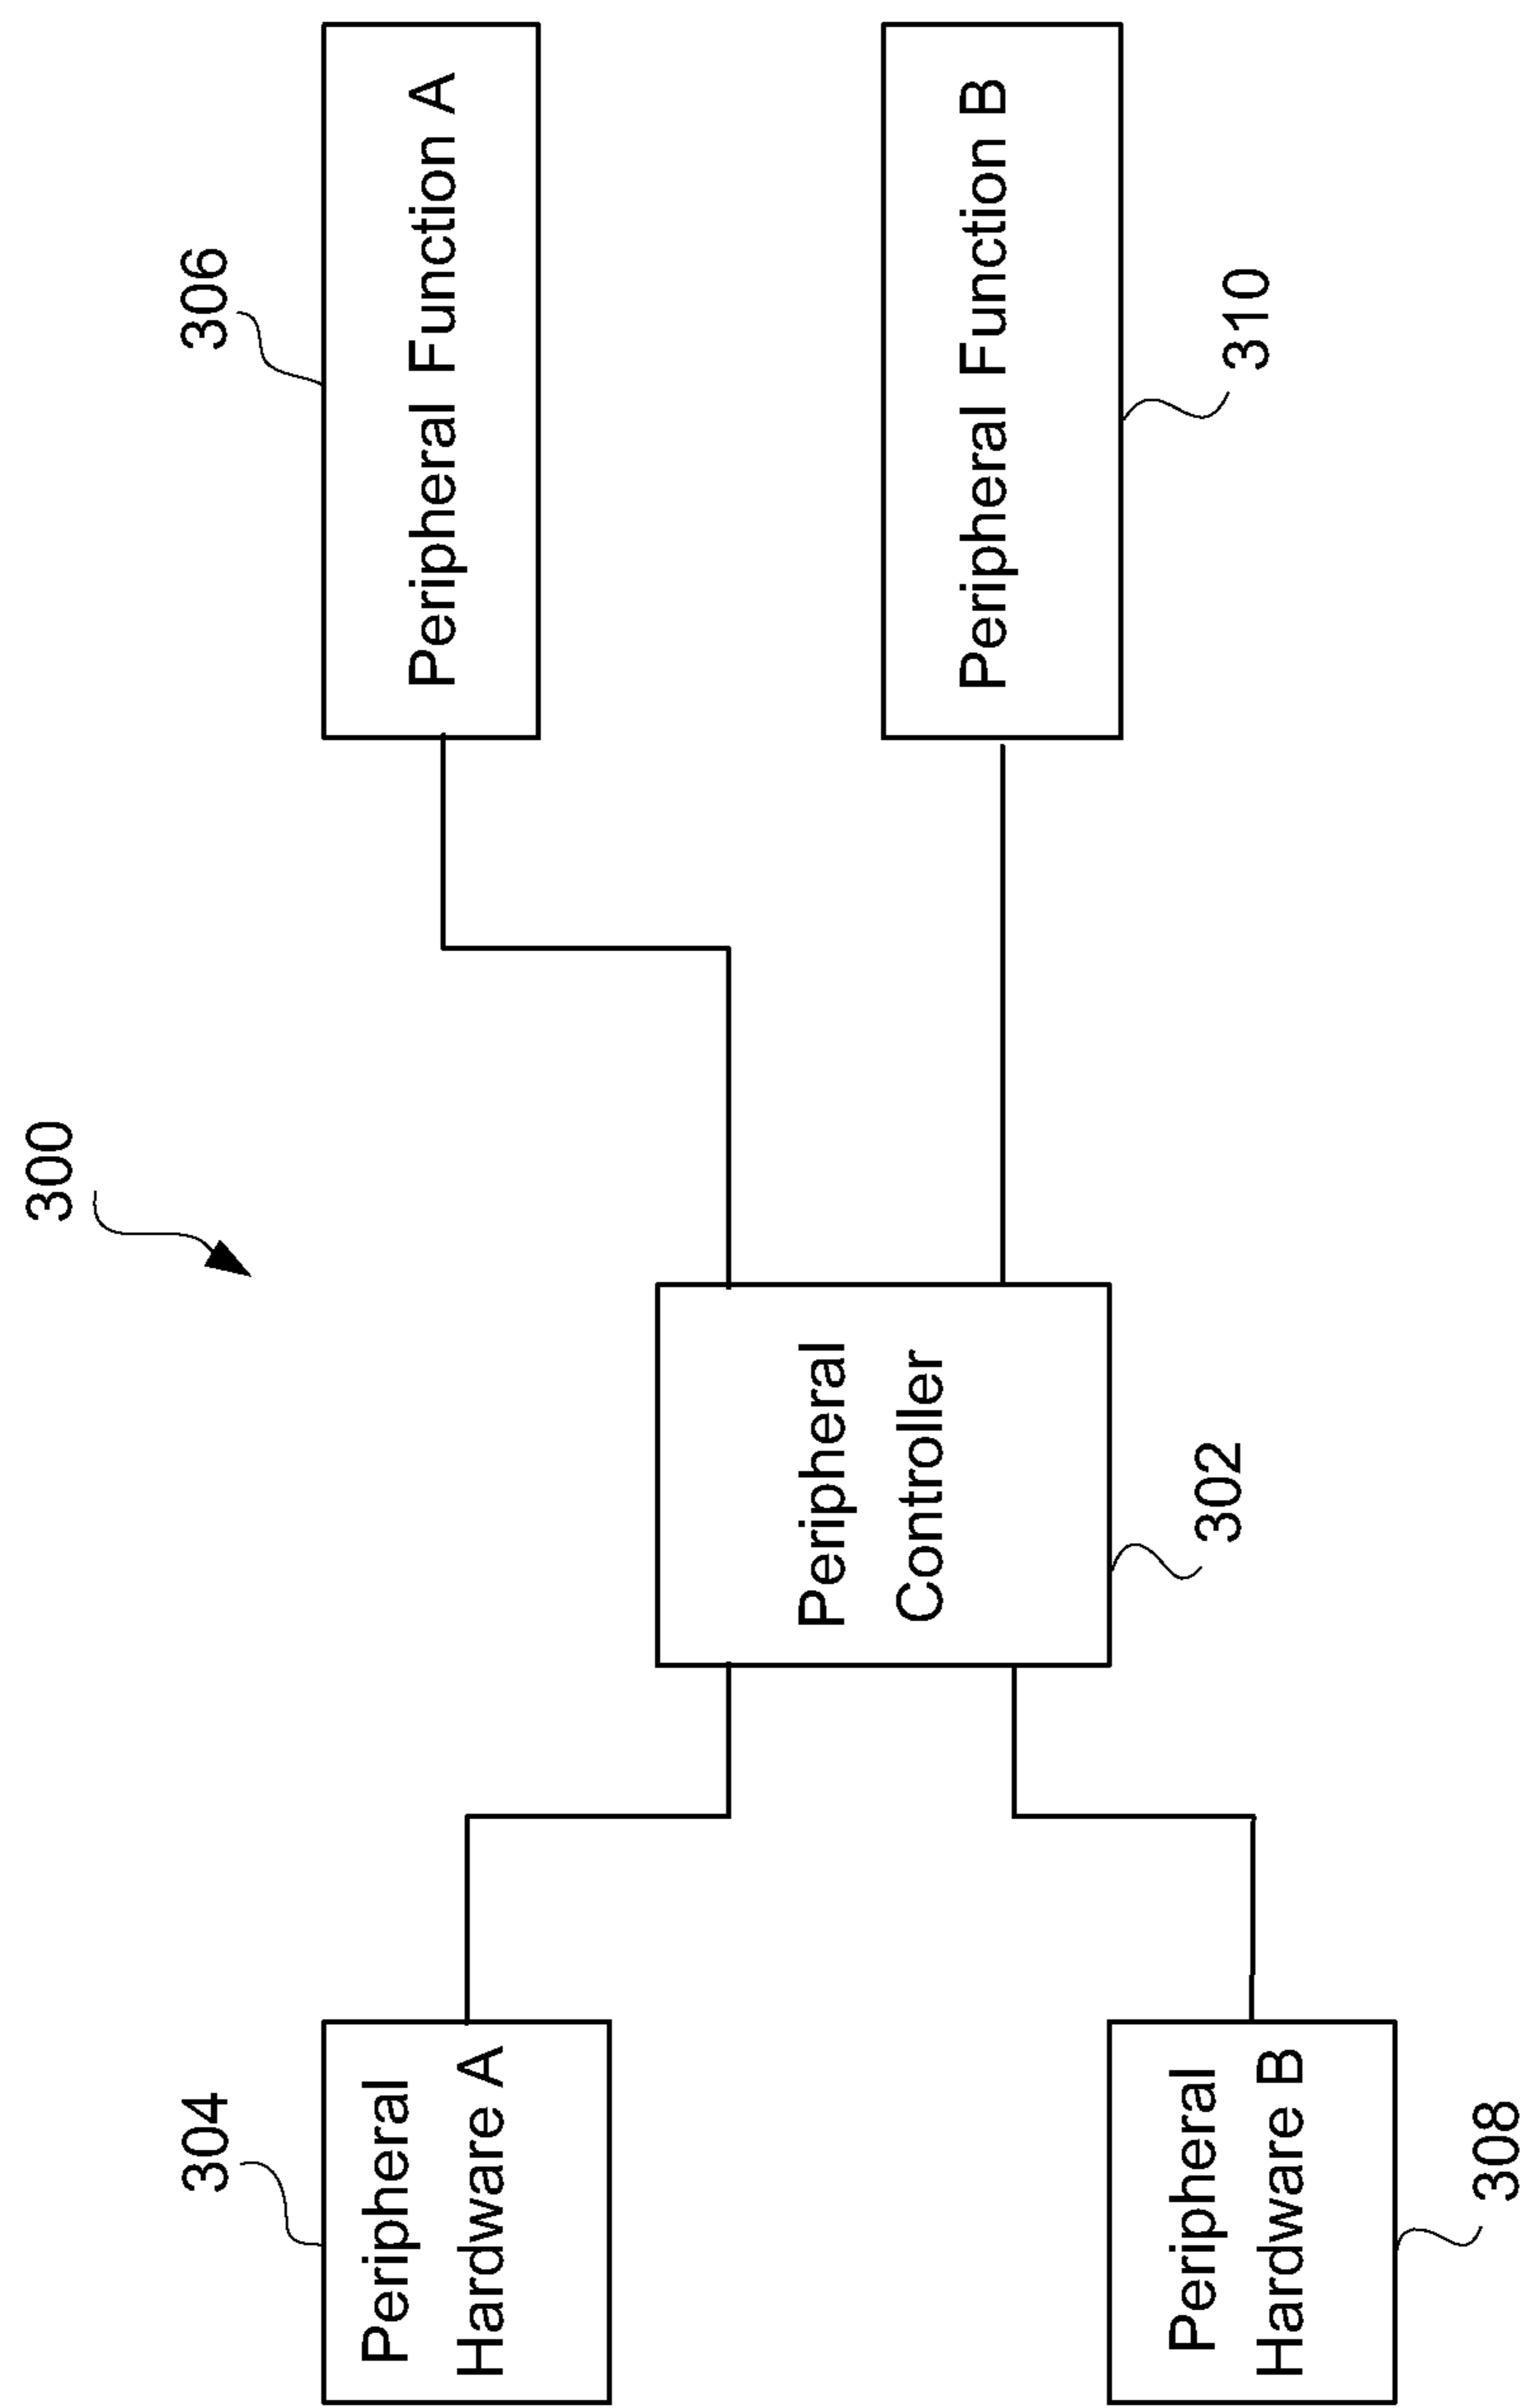 300
304
Peripheral
Hardware A
306
Peripheral Function A
Peripheral
Controller
302
Peripheral Function B
310
Peripheral
Hardware B
308